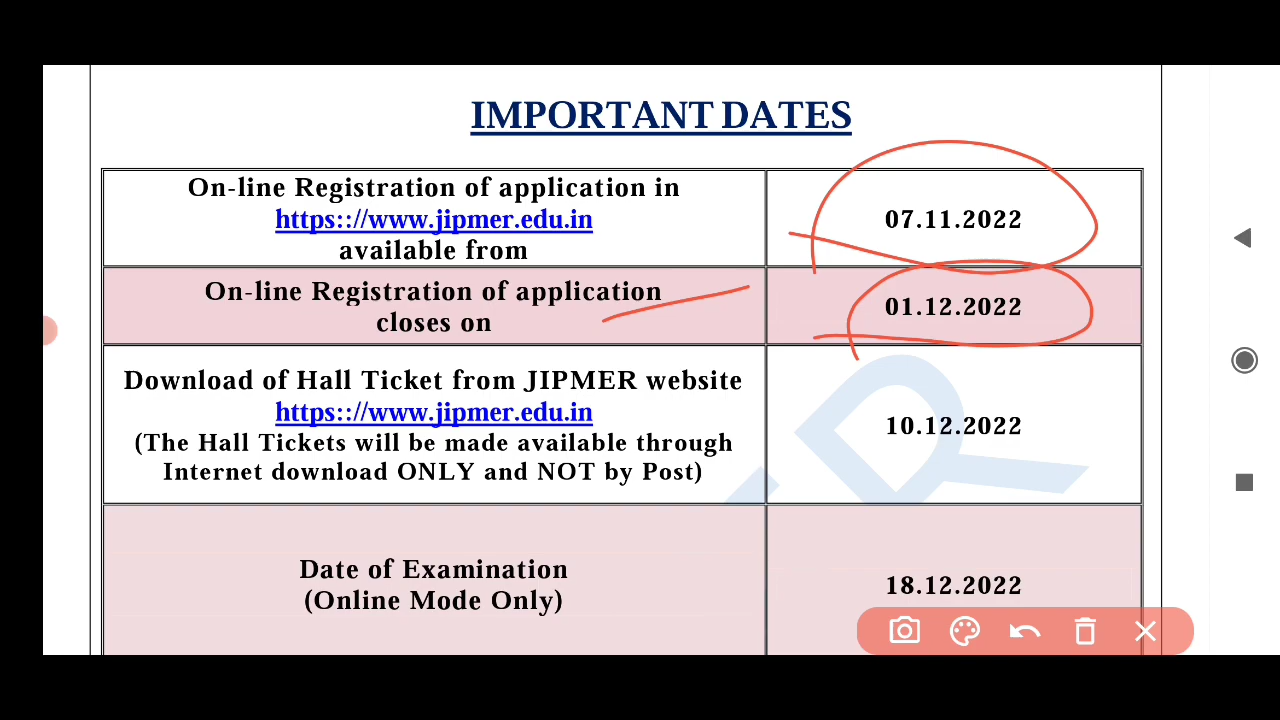 IMPORTANT DATES
On-line Registration of application in
https:://www.jipmer.edu.in
available from
07.11.2022
On-line Registration of application
closes on
01.12.2022
Download of Hall Ticket from JIPMER website
https:://www.jipmer.edu.in
(The Hall Tickets will be made available through
Internet download ONLY and NOT by Post)
10.12.2022
Date of Examination
(Online Mode Only)
18.12.2022